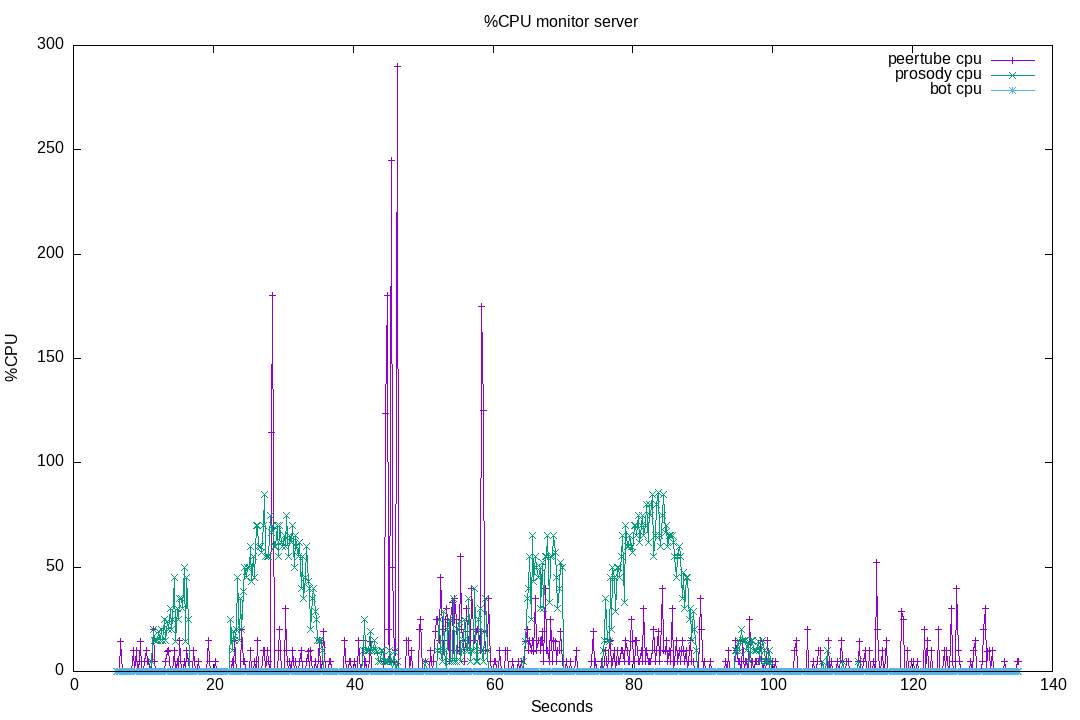 %CPU monitor server
300
250
200
150
100
50
0
0 20 40 60 80 100 120 140
%CPU
Seconds
peertube cpu
prosody cpu
bot cpu